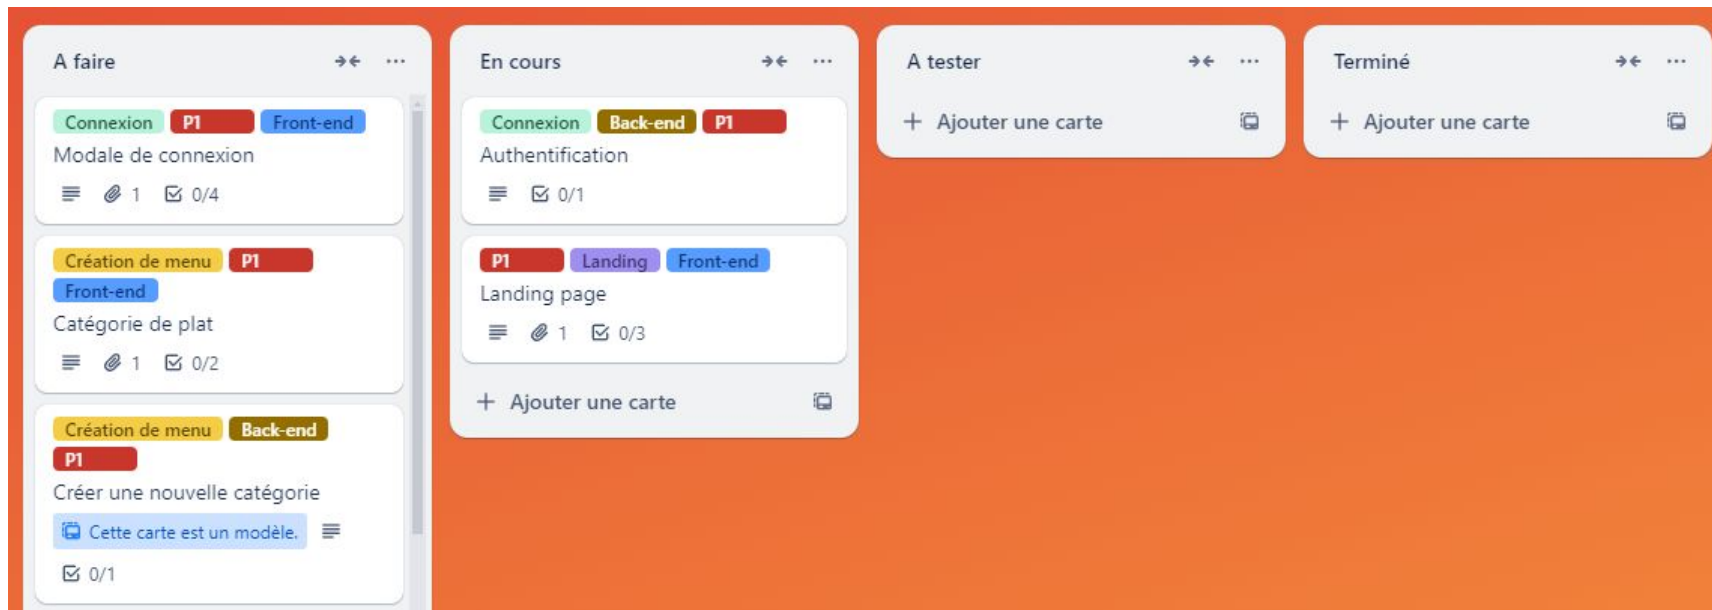 A faire
Connexion P1 Front-end
Modale de connexion
1 0/4
Création de menu P1
Front-end
Catégorie de plat
1 0/2
Création de menu Back-end
P1
Créer une nouvelle catégorie
Cette carte est un modèle.
0/1
En cours
Connexion Back-end P1
Authentification
0/1
P1 Landing Front-end
Landing page
1 0/3
+ Ajouter une carte
A tester
+ Ajouter une carte
Terminé
+ Ajouter une carte